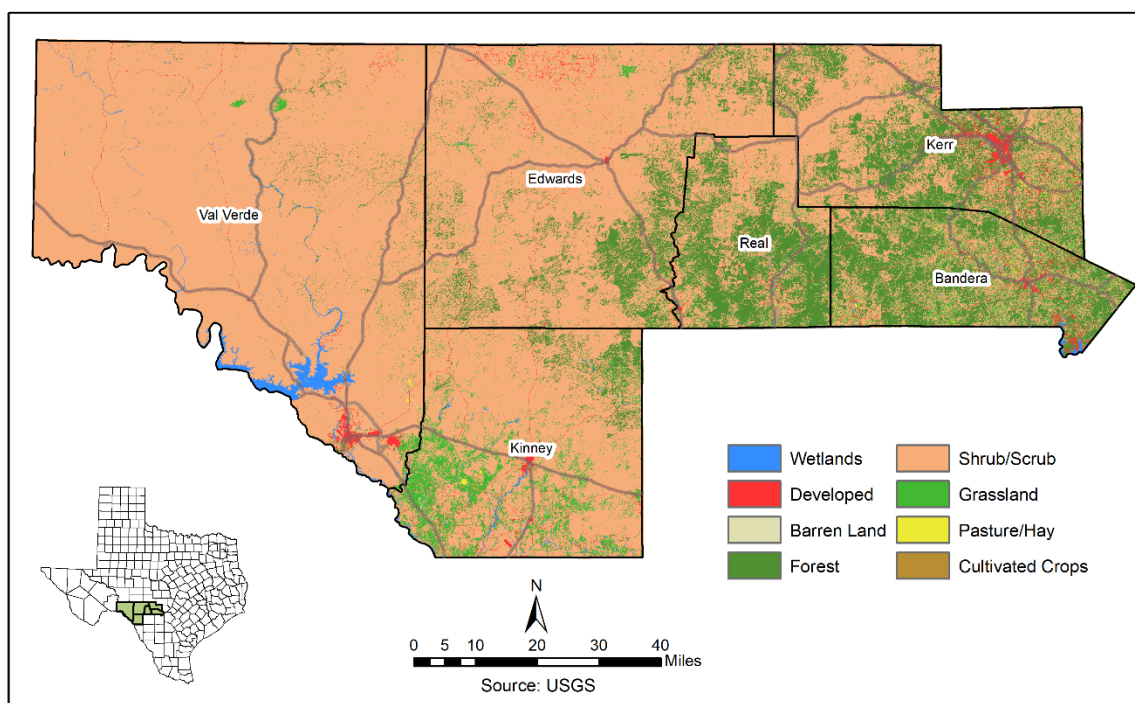 Kerr
Edwards
Val Verde
Real
Bandera
Kinney
Wetlands
Shrub/Scrub
Developed
Grassland
Barren Land
Pasture/Hay
Forest
Cultivated Crops
N
0 5 10 20 30 40
Miles
Source: USGS